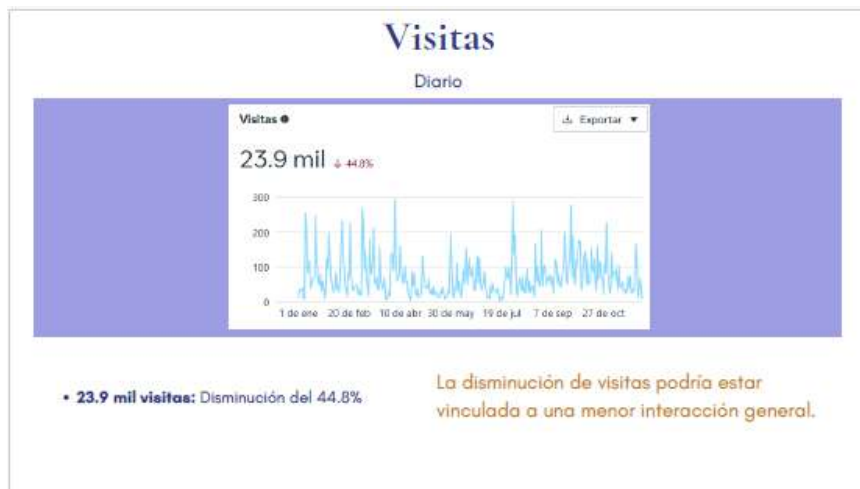 Visitas
Diario
Visitas
Exportar
23.9 mil ↓ 44.8%
300
200
100
0
1 de ene 20 de feb 10 de abr 30 de may 19 de jul 7 de sep 27 de oct
• 23.9 mil visitas: Disminución del 44.8%
La disminución de visitas podría estar
vinculada a una menor interacción general.